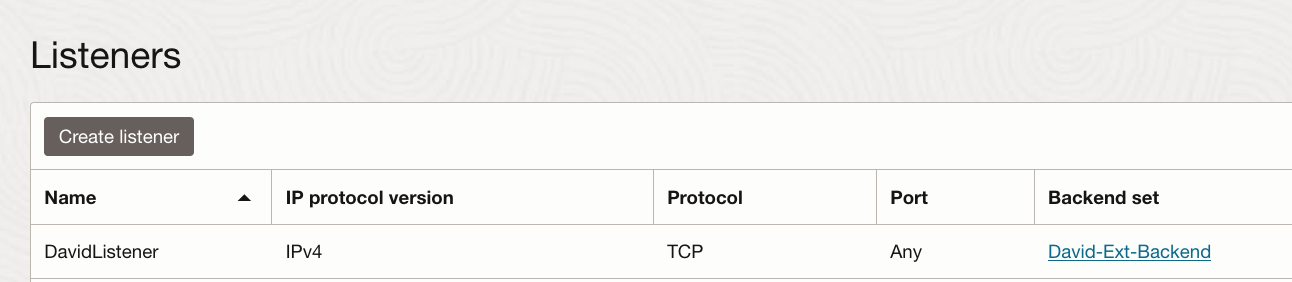 Listeners
Create listener
Name IP protocol version Protocol Port Backend set
DavidListener IPv4 TCP Any David-Ext-Backend